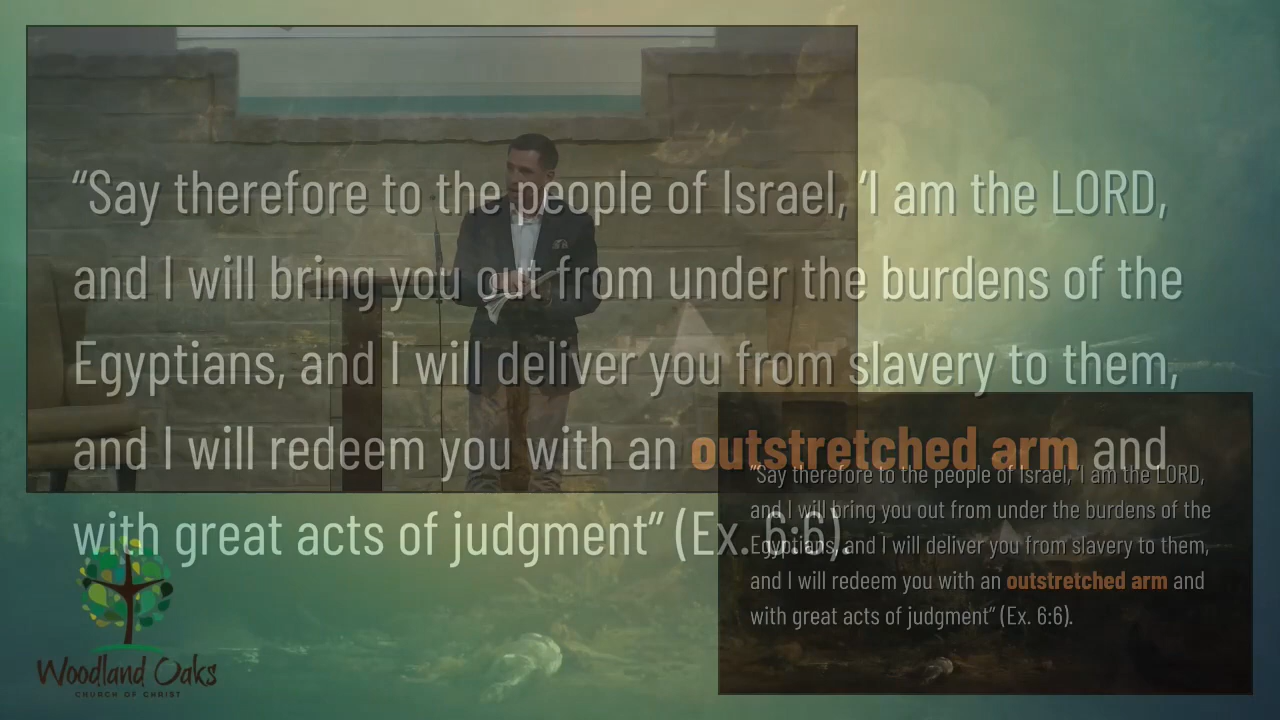 “Say therefore to the people of Israel, ‘I am the LORD,
and I will bring you out from under the burdens of the
Egyptians, and I will deliver you from slavery to them,
and I will redeem you with an outstretched arm and
with great acts of judgment” (Ex. 6:6).
“Say therefore to the people of Israel, ‘I am the LORD,
and I will bring you out from under the burdens of the
Egyptians, and I will deliver you from slavery to them,
and I will redeem you with an outstretched arm and
with great acts of judgment” (Ex. 6:6).
Woodland Oaks
CHURCH OF CHRIST